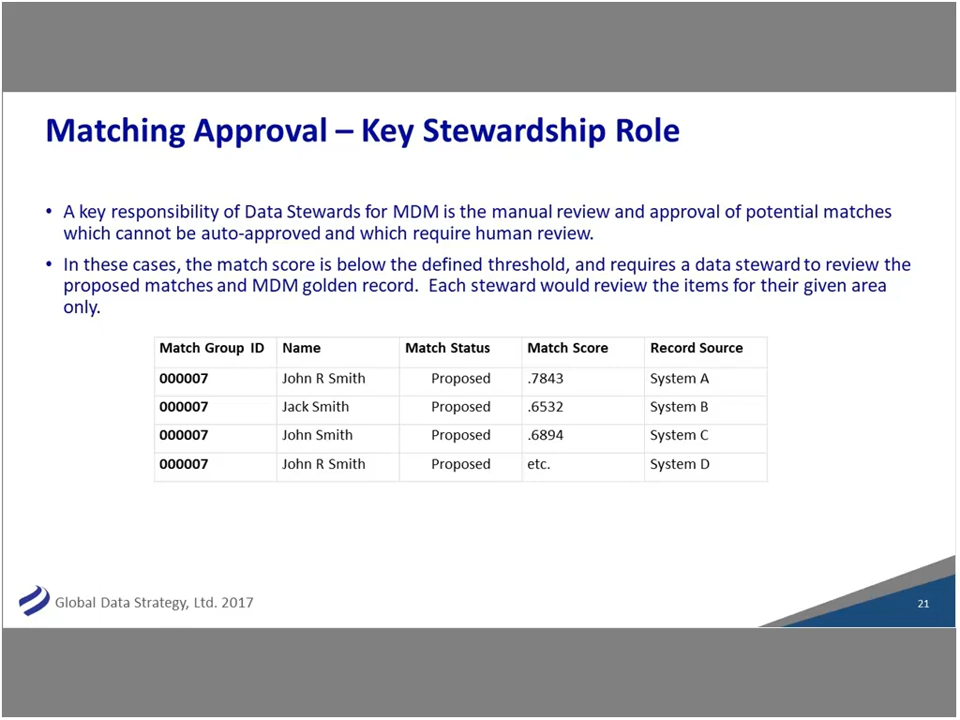 Matching Approval – Key Stewardship Role
• A key responsibility of Data Stewards for MDM is the manual review and approval of potential matches
which cannot be auto-approved and which require human review.
• In these cases, the match score is below the defined threshold, and requires a data steward to review the
proposed matches and MDM golden record. Each steward would review the items for their given area
only.
Match Group ID Name Match Status Match Score Record Source
000007 John R Smith Proposed .7843 System A
000007 Jack Smith Proposed .6532 System B
000007 John Smith Proposed .6894 System C
000007 John R Smith Proposed etc. System D
Global Data Strategy, Ltd. 2017
21